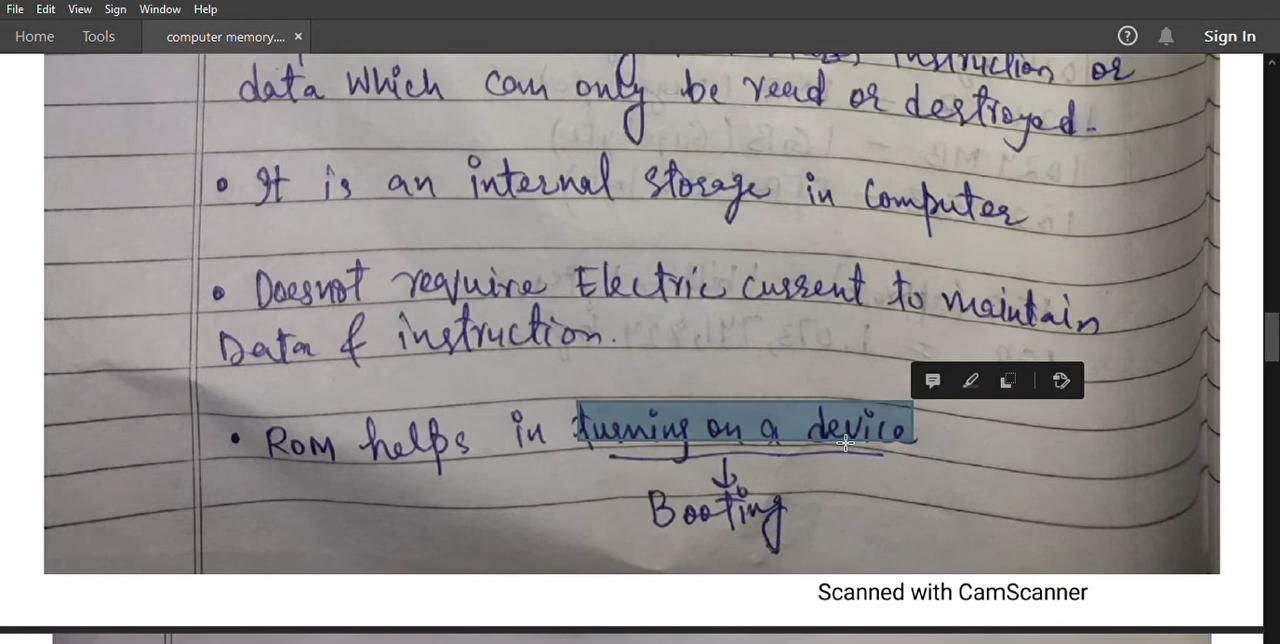 File Edit View Sign Window Help
Home Tools computer memory.... × Sign In
instruction or
data which can only be read or destroyed.
• It is an internal storage in Computer
• Doesnot require Electric current to maintain
Data & instruction.
• ROM helps in turning on a device
↓
Booting
Scanned with CamScanner